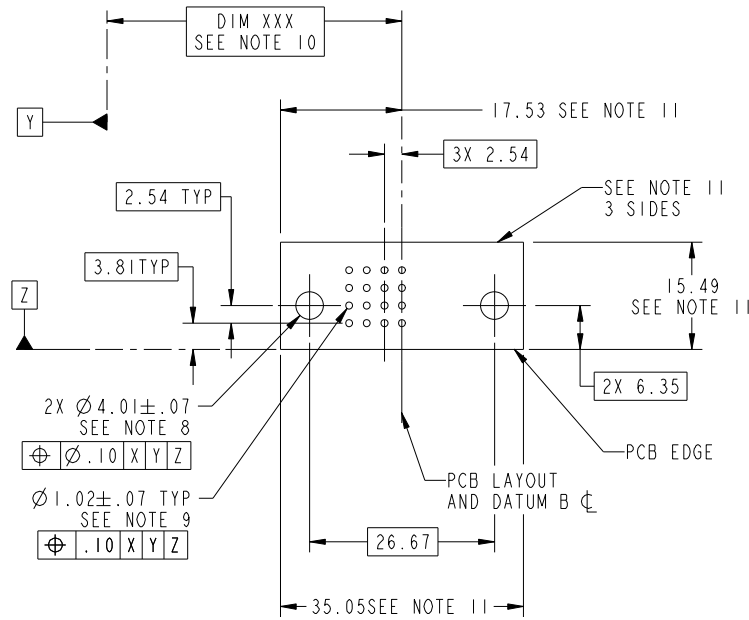 DIM XXX
SEE NOTE 10
Y
17.53 SEE NOTE 11
3X 2.54
2.54 TYP
SEE NOTE 11
3 SIDES
3.81TYP
Z
15.49
SEE NOTE 11
2X 6.35
2X Ø4.01±.07
SEE NOTE 8
⌖ Ø.10 X Y Z
PCB EDGE
PCB LAYOUT
AND DATUM B ℄
Ø1.02±.07 TYP
SEE NOTE 9
⌖ .10 X Y Z
26.67
35.05SEE NOTE 11